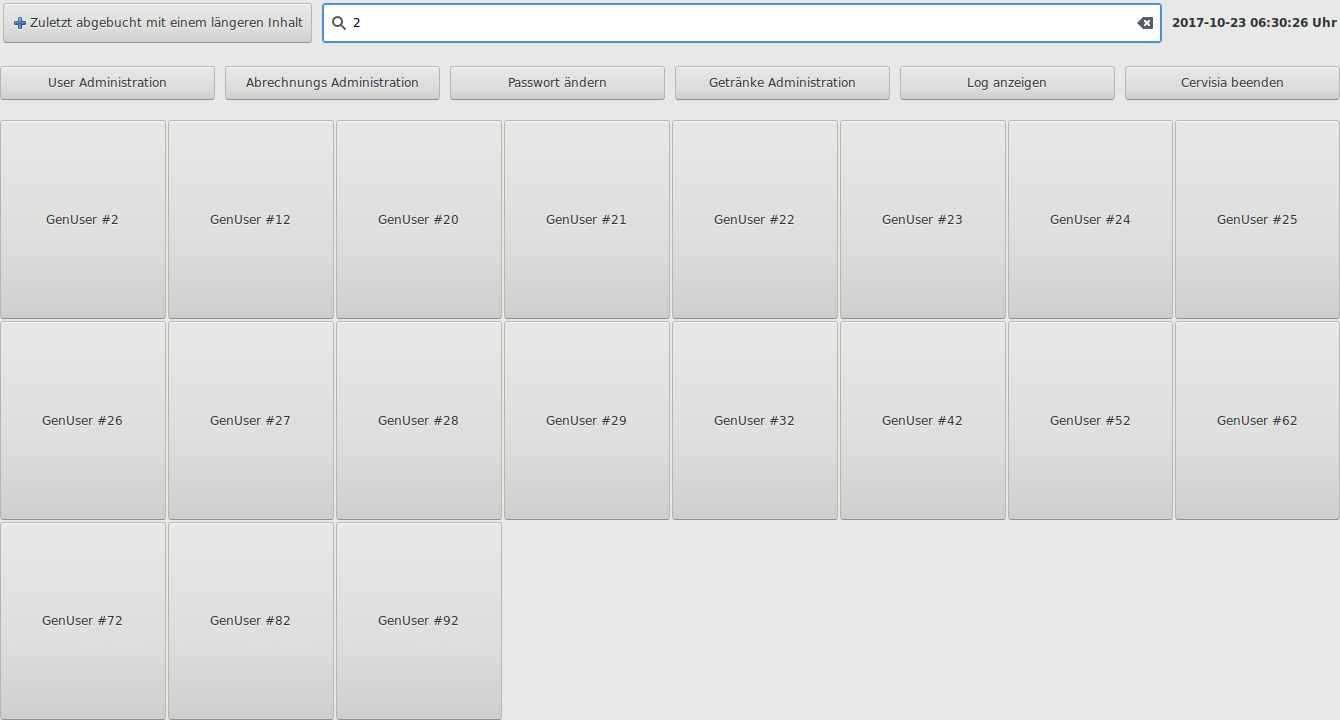 Zuletzt abgebucht mit einem längeren Inhalt
2
2017-10-23 06:30:26 Uhr
User Administration
Abrechnungs Administration
Passwort ändern
Getränke Administration
Log anzeigen
Cervisia beenden
GenUser #2
GenUser #12
GenUser #20
GenUser #21
GenUser #22
GenUser #23
GenUser #24
GenUser #25
GenUser #26
GenUser #27
GenUser #28
GenUser #29
GenUser #32
GenUser #42
GenUser #52
GenUser #62
GenUser #72
GenUser #82
GenUser #92